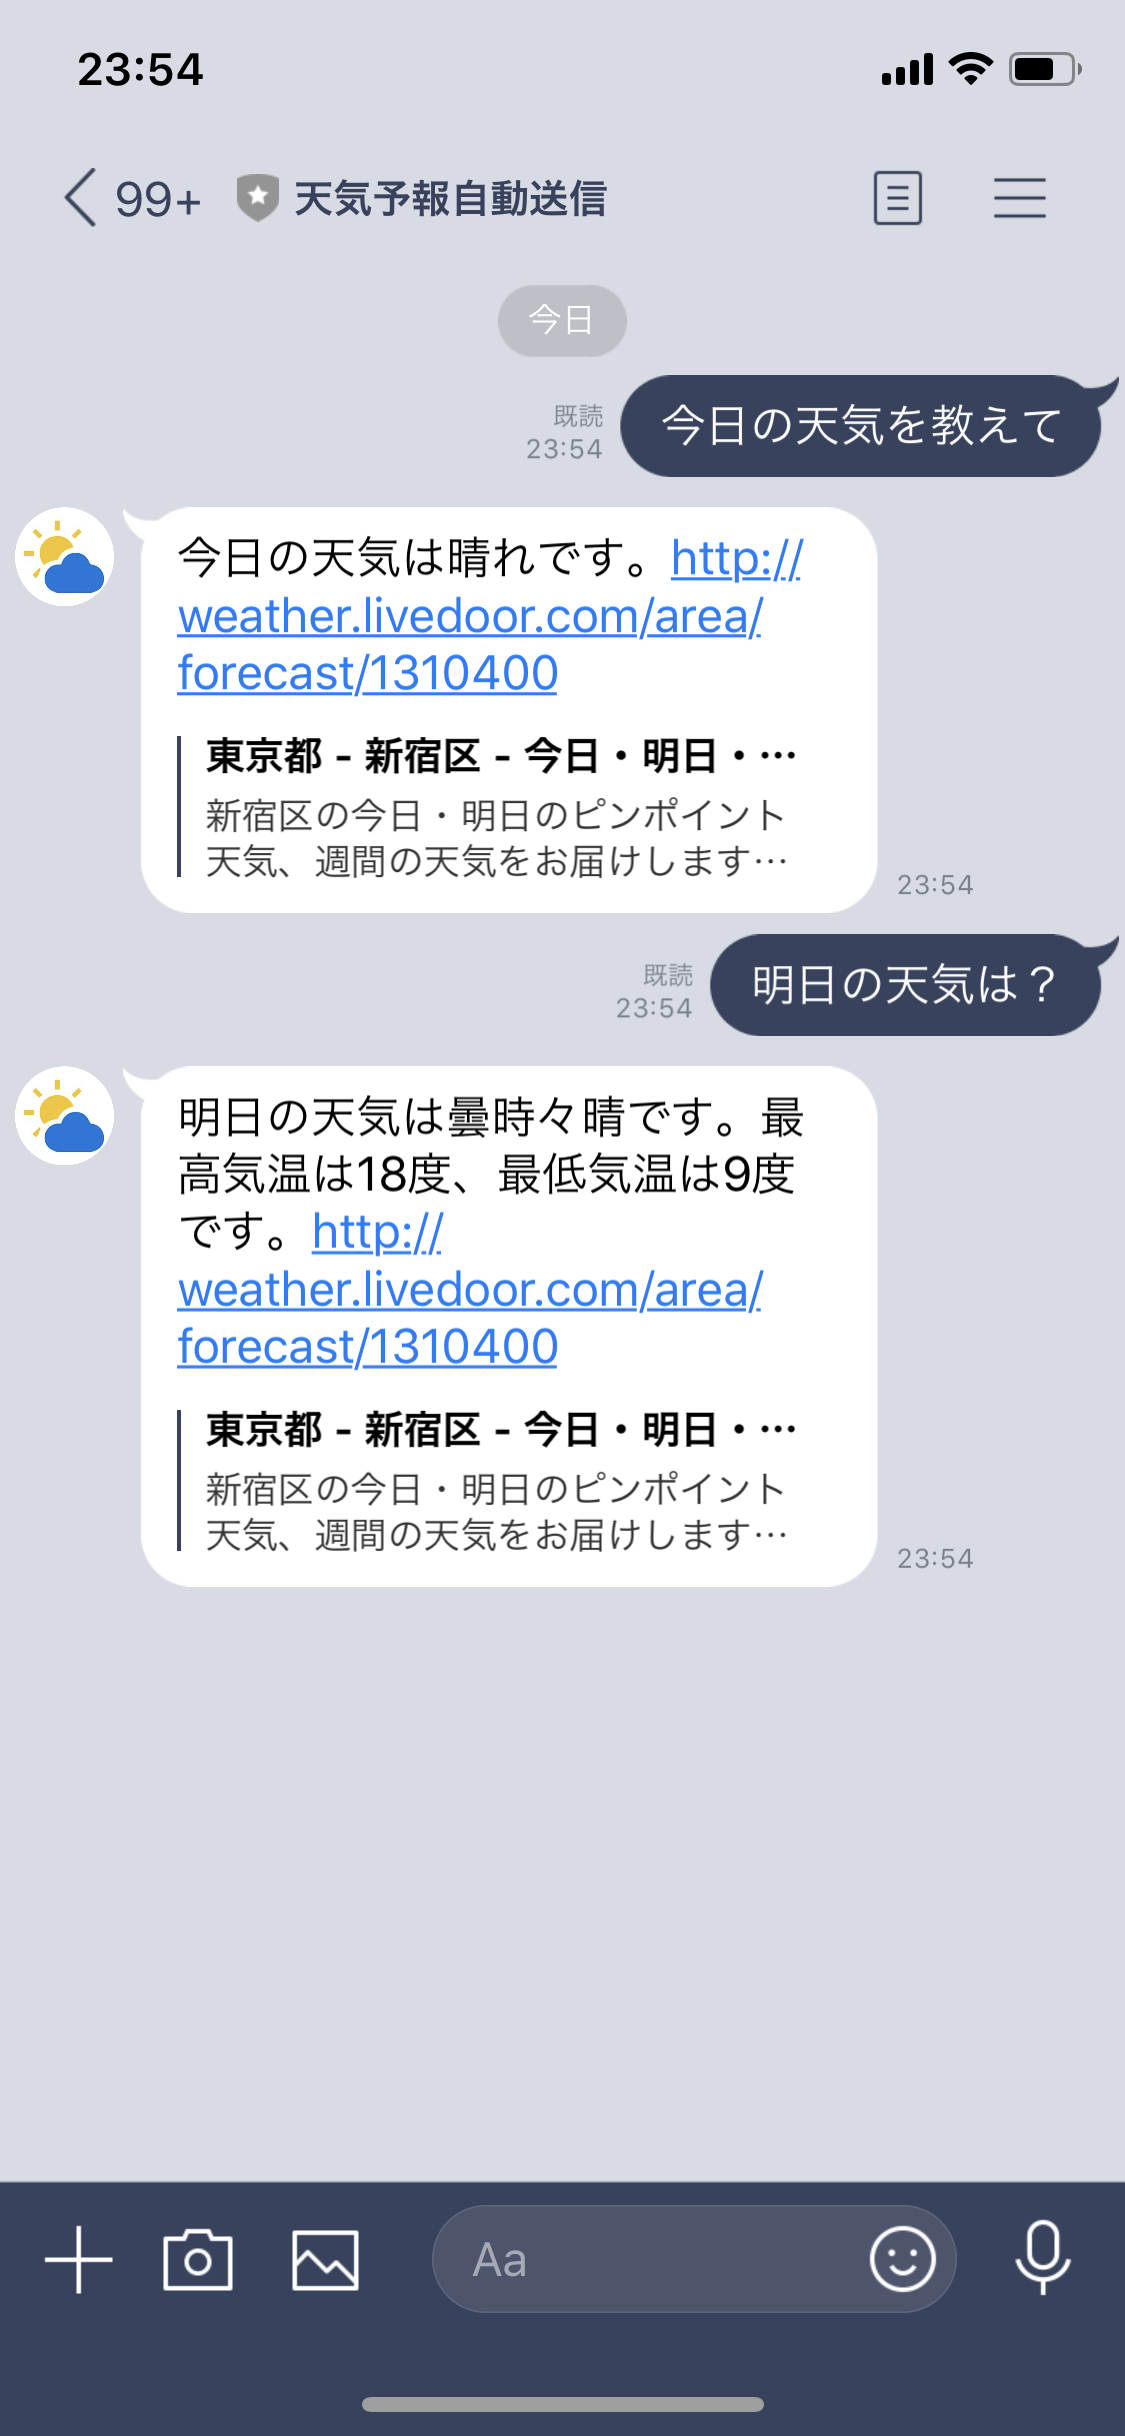 23:54
99+ 天気予報自動送信
今日
既読
23:54
今日の天気を教えて
今日の天気は晴れです。http://
weather.livedoor.com/area/
forecast/1310400
東京都 - 新宿区 - 今日・明日・…
新宿区の今日・明日のピンポイント
天気、週間の天気をお届けします…
23:54
既読
23:54
明日の天気は？
明日の天気は曇時々晴です。最
高気温は18度、最低気温は9度
です。http://
weather.livedoor.com/area/
forecast/1310400
東京都 - 新宿区 - 今日・明日・…
新宿区の今日・明日のピンポイント
天気、週間の天気をお届けします…
23:54
Aa